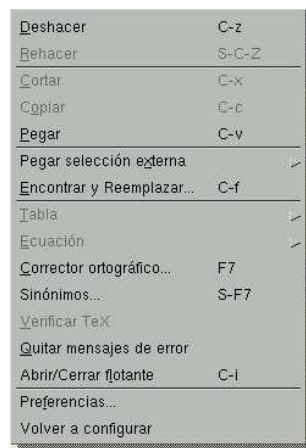 Deshacer C-z
Rehacer S-C-Z
Cortar C-x
Copiar C-c
Pegar C-v
Pegar selección externa
Encontrar y Reemplazar... C-f
Tabla
Ecuación
Corrector ortográfico... F7
Sinónimos... S-F7
Verificar TeX
Quitar mensajes de error
Abrir/Cerrar flotante C-i
Preferencias...
Volver a configurar